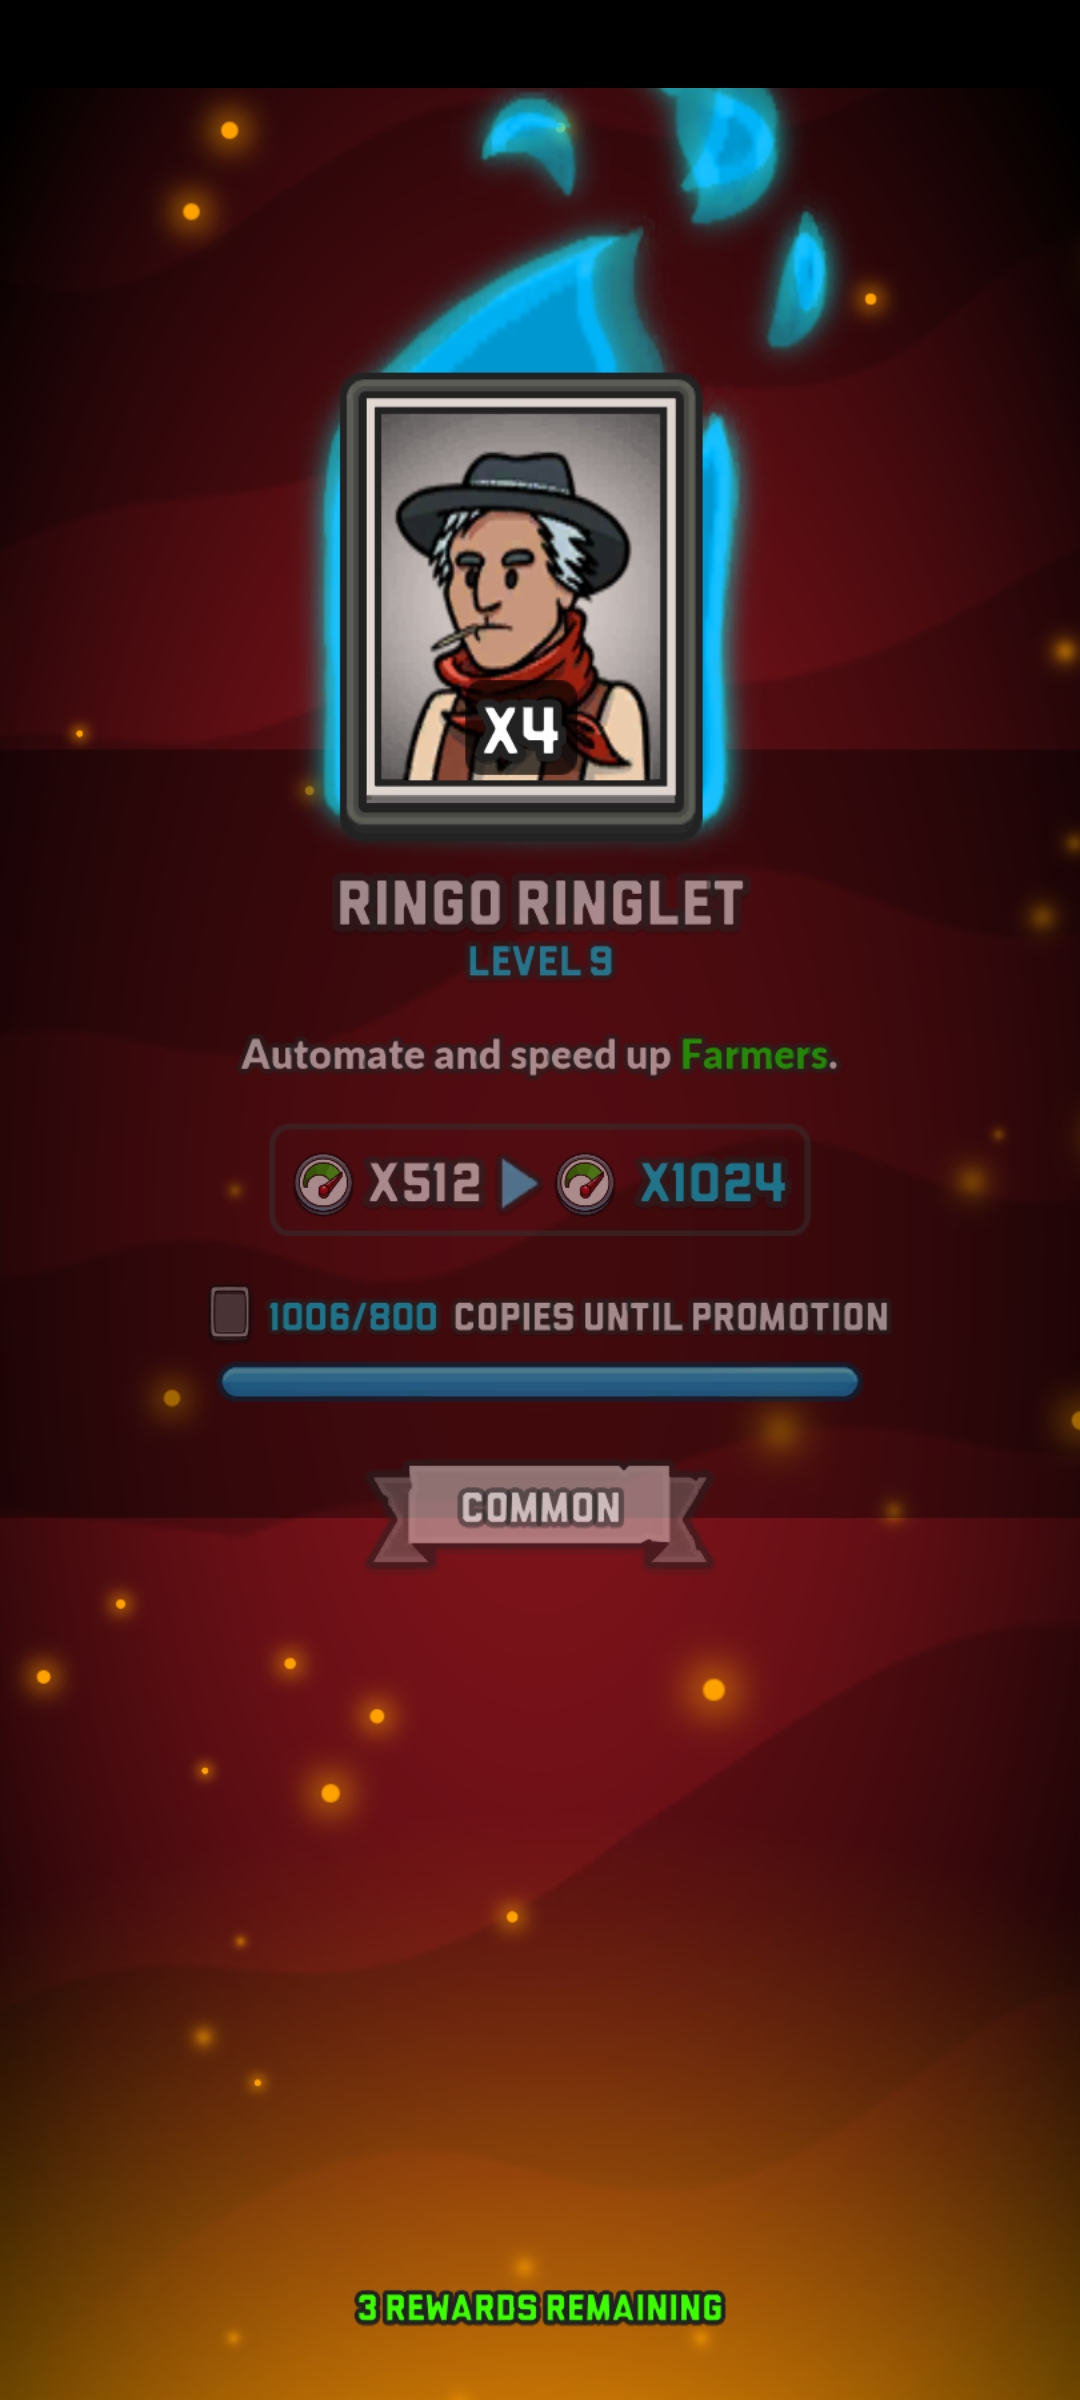 X4
RINGO RINGLET
LEVEL 9
Automate and speed up Farmers.
X512 X1024
1006/800 COPIES UNTIL PROMOTION
COMMON
3 REWARDS REMAINING